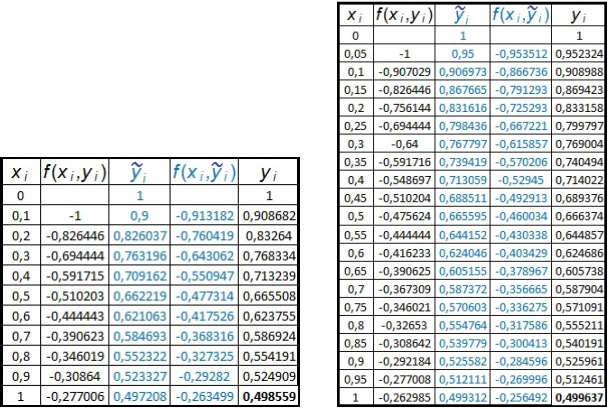 x i f(x i,y i) ỹ i f(x i,ỹ i) y i
0 1 1
0,1 -1 0,9 -0,913182 0,908682
0,2 -0,826446 0,826037 -0,760419 0,83264
0,3 -0,694444 0,763196 -0,643062 0,768334
0,4 -0,591715 0,709162 -0,550947 0,713239
0,5 -0,510203 0,662219 -0,477314 0,665508
0,6 -0,444443 0,621063 -0,417526 0,623755
0,7 -0,390623 0,584693 -0,368316 0,586924
0,8 -0,346019 0,552322 -0,327325 0,554191
0,9 -0,30864 0,523327 -0,29282 0,524909
1 -0,277006 0,497208 -0,263499 0,498559
x i f(x i,y i) ỹ i f(x i,ỹ i) y i
0 1 1
0,05 -1 0,95 -0,953512 0,952324
0,1 -0,907029 0,906973 -0,866736 0,908988
0,15 -0,826446 0,867665 -0,791293 0,869423
0,2 -0,756144 0,831616 -0,725293 0,833158
0,25 -0,694444 0,798436 -0,667221 0,799797
0,3 -0,64 0,767797 -0,615857 0,769004
0,35 -0,591716 0,739419 -0,570206 0,740494
0,4 -0,548697 0,713059 -0,52945 0,714022
0,45 -0,510204 0,688511 -0,492913 0,689376
0,5 -0,475624 0,665595 -0,460034 0,666374
0,55 -0,444444 0,644152 -0,430338 0,644857
0,6 -0,416233 0,624046 -0,403429 0,624686
0,65 -0,390625 0,605155 -0,378967 0,605738
0,7 -0,367309 0,587372 -0,356665 0,587904
0,75 -0,346021 0,570603 -0,336275 0,571091
0,8 -0,32653 0,554764 -0,317586 0,555211
0,85 -0,308642 0,539779 -0,300413 0,540191
0,9 -0,292184 0,525582 -0,284596 0,525961
0,95 -0,277008 0,512111 -0,269996 0,512461
1 -0,262985 0,499312 -0,256492 0,499637